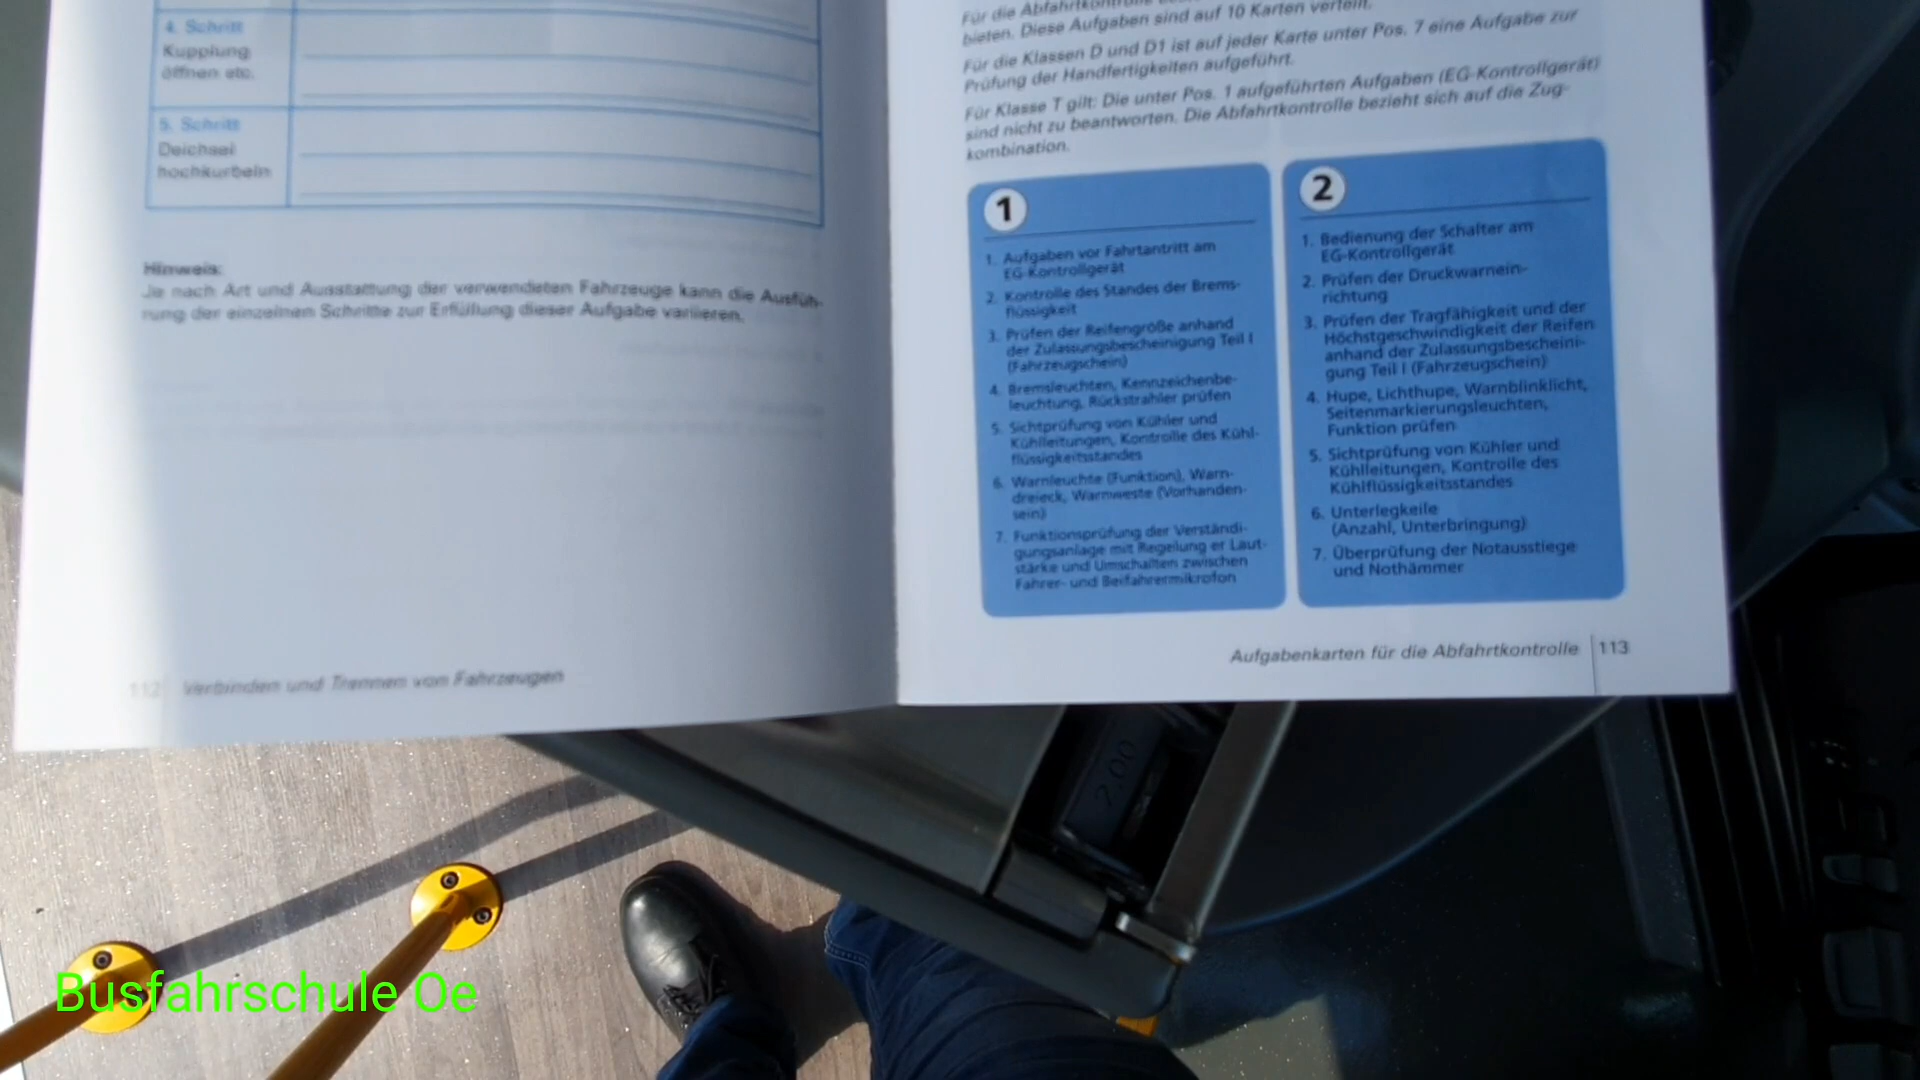 4. Schritt
Kupplung
öffnen etc.
5. Schritt
Deichsel
hochkurbeln
Hinweis:
Je nach Art und Ausstattung der verwendeten Fahrzeuge kann die Ausfüh-
rung der einzelnen Schritte zur Erfüllung dieser Aufgabe variieren.
112 Verbinden und Trennen von Fahrzeugen
Für die Abfahrtkontrolle
bieten. Diese Aufgaben sind auf 10 Karten verteilt.
Für die Klassen D und D1 ist auf jeder Karte unter Pos. 7 eine Aufgabe zur
Prüfung der Handfertigkeiten aufgeführt.
Für Klasse T gilt: Die unter Pos. 1 aufgeführten Aufgaben (EG-Kontrollgerät)
sind nicht zu beantworten. Die Abfahrtkontrolle bezieht sich auf die Zug-
kombination.
1
1. Aufgaben vor Fahrtantritt am
EG-Kontrollgerät
2. Kontrolle des Standes der Brems-
flüssigkeit
3. Prüfen der Reifengröße anhand
der Zulassungsbescheinigung Teil I
(Fahrzeugschein)
4. Bremsleuchten, Kennzeichenbe-
leuchtung, Rückstrahler prüfen
5. Sichtprüfung von Kühler und
Kühlleitungen, Kontrolle des Kühl-
flüssigkeitsstandes
6. Warnleuchte (Funktion), Warn-
dreieck, Warnweste (Vorhanden-
sein)
7. Funktionsprüfung der Verständi-
gungsanlage mit Regelung er Laut-
stärke und Umschalten zwischen
Fahrer- und Beifahrermikrofon
2
1. Bedienung der Schalter am
EG-Kontrollgerät
2. Prüfen der Druckwarnein-
richtung
3. Prüfen der Tragfähigkeit und der
Höchstgeschwindigkeit der Reifen
anhand der Zulassungsbescheini-
gung Teil I (Fahrzeugschein)
4. Hupe, Lichthupe, Warnblinklicht,
Seitenmarkierungsleuchten,
Funktion prüfen
5. Sichtprüfung von Kühler und
Kühlleitungen, Kontrolle des
Kühlflüssigkeitsstandes
6. Unterlegkeile
(Anzahl, Unterbringung)
7. Überprüfung der Notausstiege
und Nothämmer
Aufgabenkarten für die Abfahrtkontrolle 113
2.00
Busfahrschule Oe